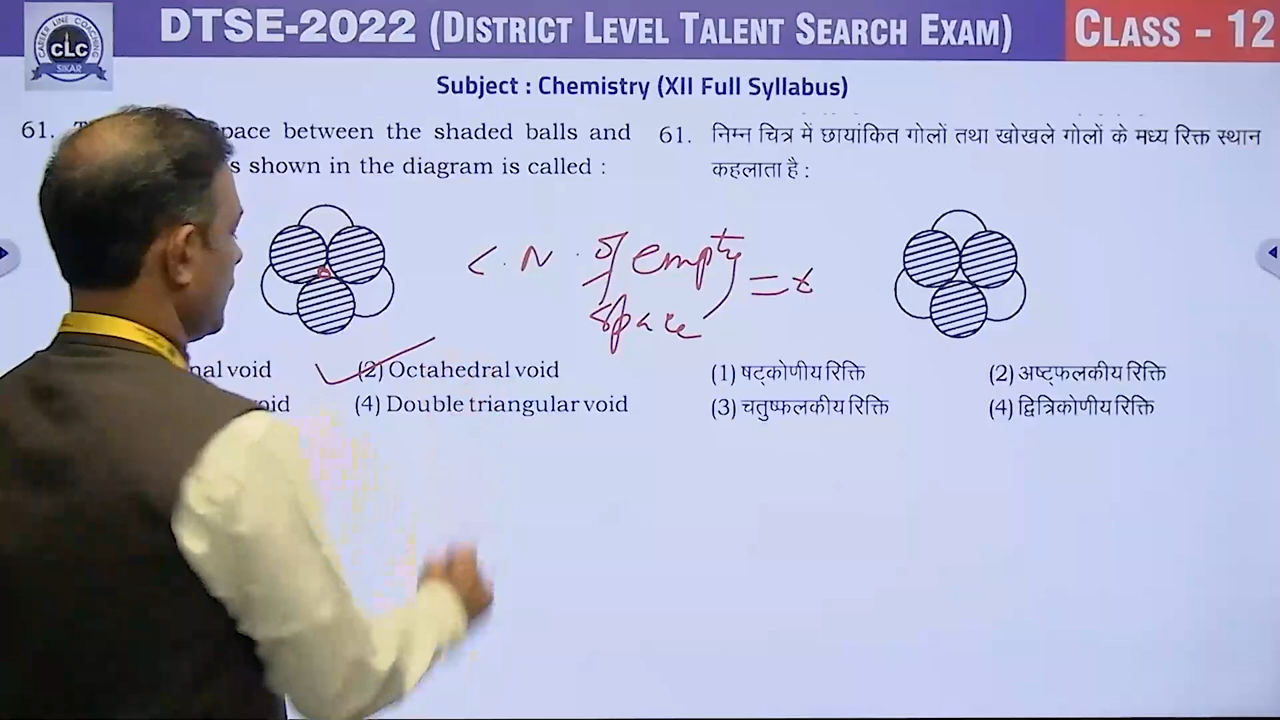 CAREER LINE COACHING
CLC
SIKAR
DTSE-2022 (DISTRICT LEVEL TALENT SEARCH EXAM)
CLASS - 12
Subject : Chemistry (XII Full Syllabus)
61. pace between the shaded balls and
s shown in the diagram is called :
C.N. of empty space =
nal void (2) Octahedral void
oid (4) Double triangular void
61. निम्न चित्र में छायांकित गोलों तथा खोखले गोलों के मध्य रिक्त स्थान
कहलाता है :
(1) षट्कोणीय रिक्ति (2) अष्ट्फलकीय रिक्ति
(3) चतुष्फलकीय रिक्ति (4) द्वित्रिकोणीय रिक्ति